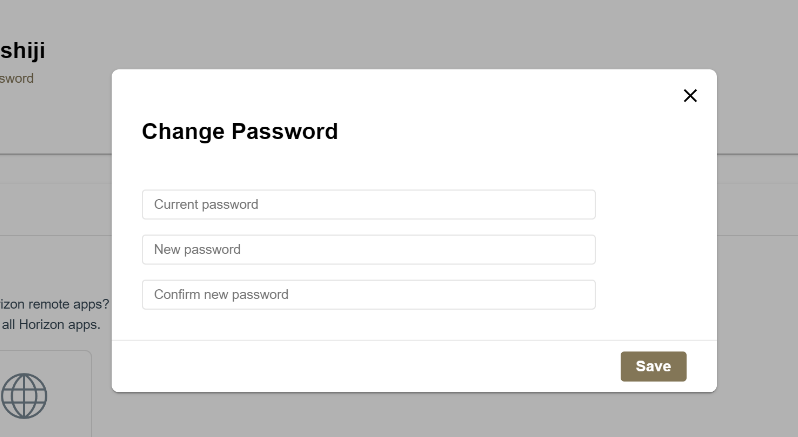 shiji
sword
Change Password
Current password
New password
Confirm new password
izon remote apps?
all Horizon apps.
Save